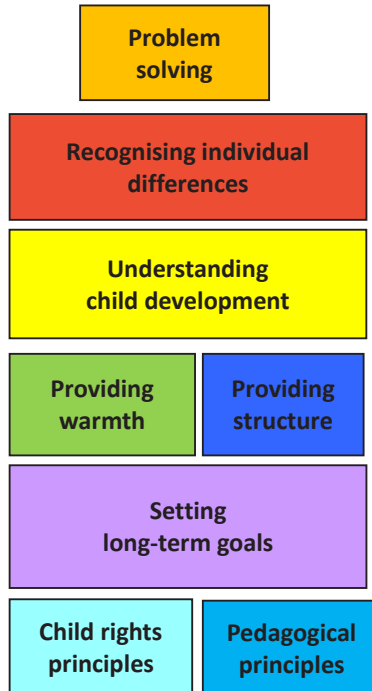 Problem
solving
Recognising individual
differences
Understanding
child development
Providing
warmth
Providing
structure
Setting
long-term goals
Child rights
principles
Pedagogical
principles